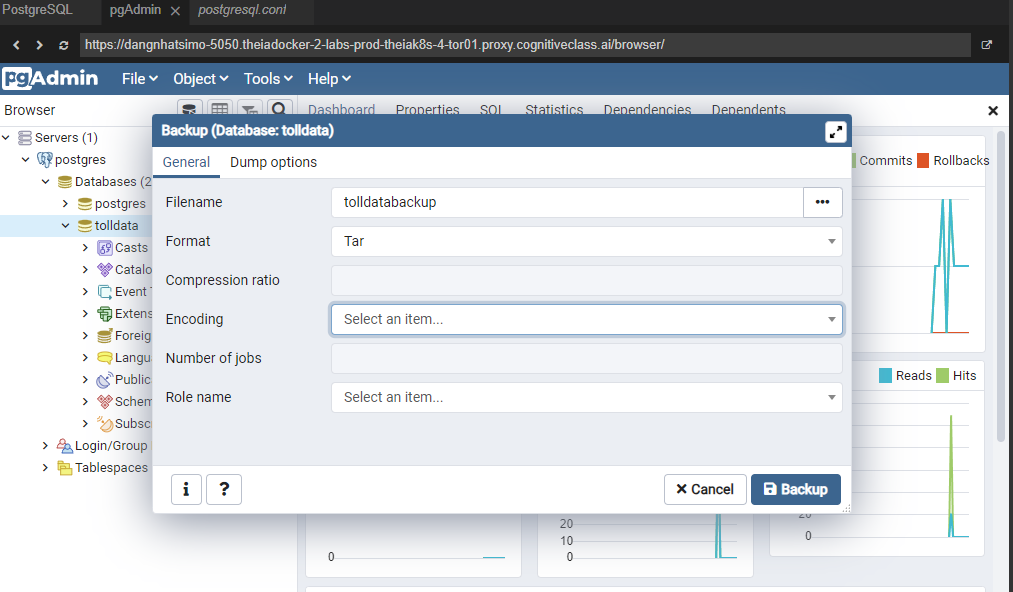 PostgreSQL pgAdmin postgresql.conf
https://dangnhatsimo-5050.theiadocker-2-labs-prod-theiak8s-4-tor01.proxy.cognitiveclass.ai/browser/
pgAdmin File Object Tools Help
Browser Dashboard Properties SQL Statistics Dependencies Dependents
Backup (Database: tolldata)
General Dump options
Servers (1)
postgres
Databases (2
postgres
tolldata
Casts
Catalo
Event
Extens
Foreig
Langu
Public
Schem
Subsc
Login/Group
Tablespaces
Filename tolldatabackup
Format Tar
Compression ratio
Encoding Select an item...
Number of jobs
Role name Select an item...
i ? Cancel Backup
Commits Rollbacks
Reads Hits
0
20
10
0
20
0